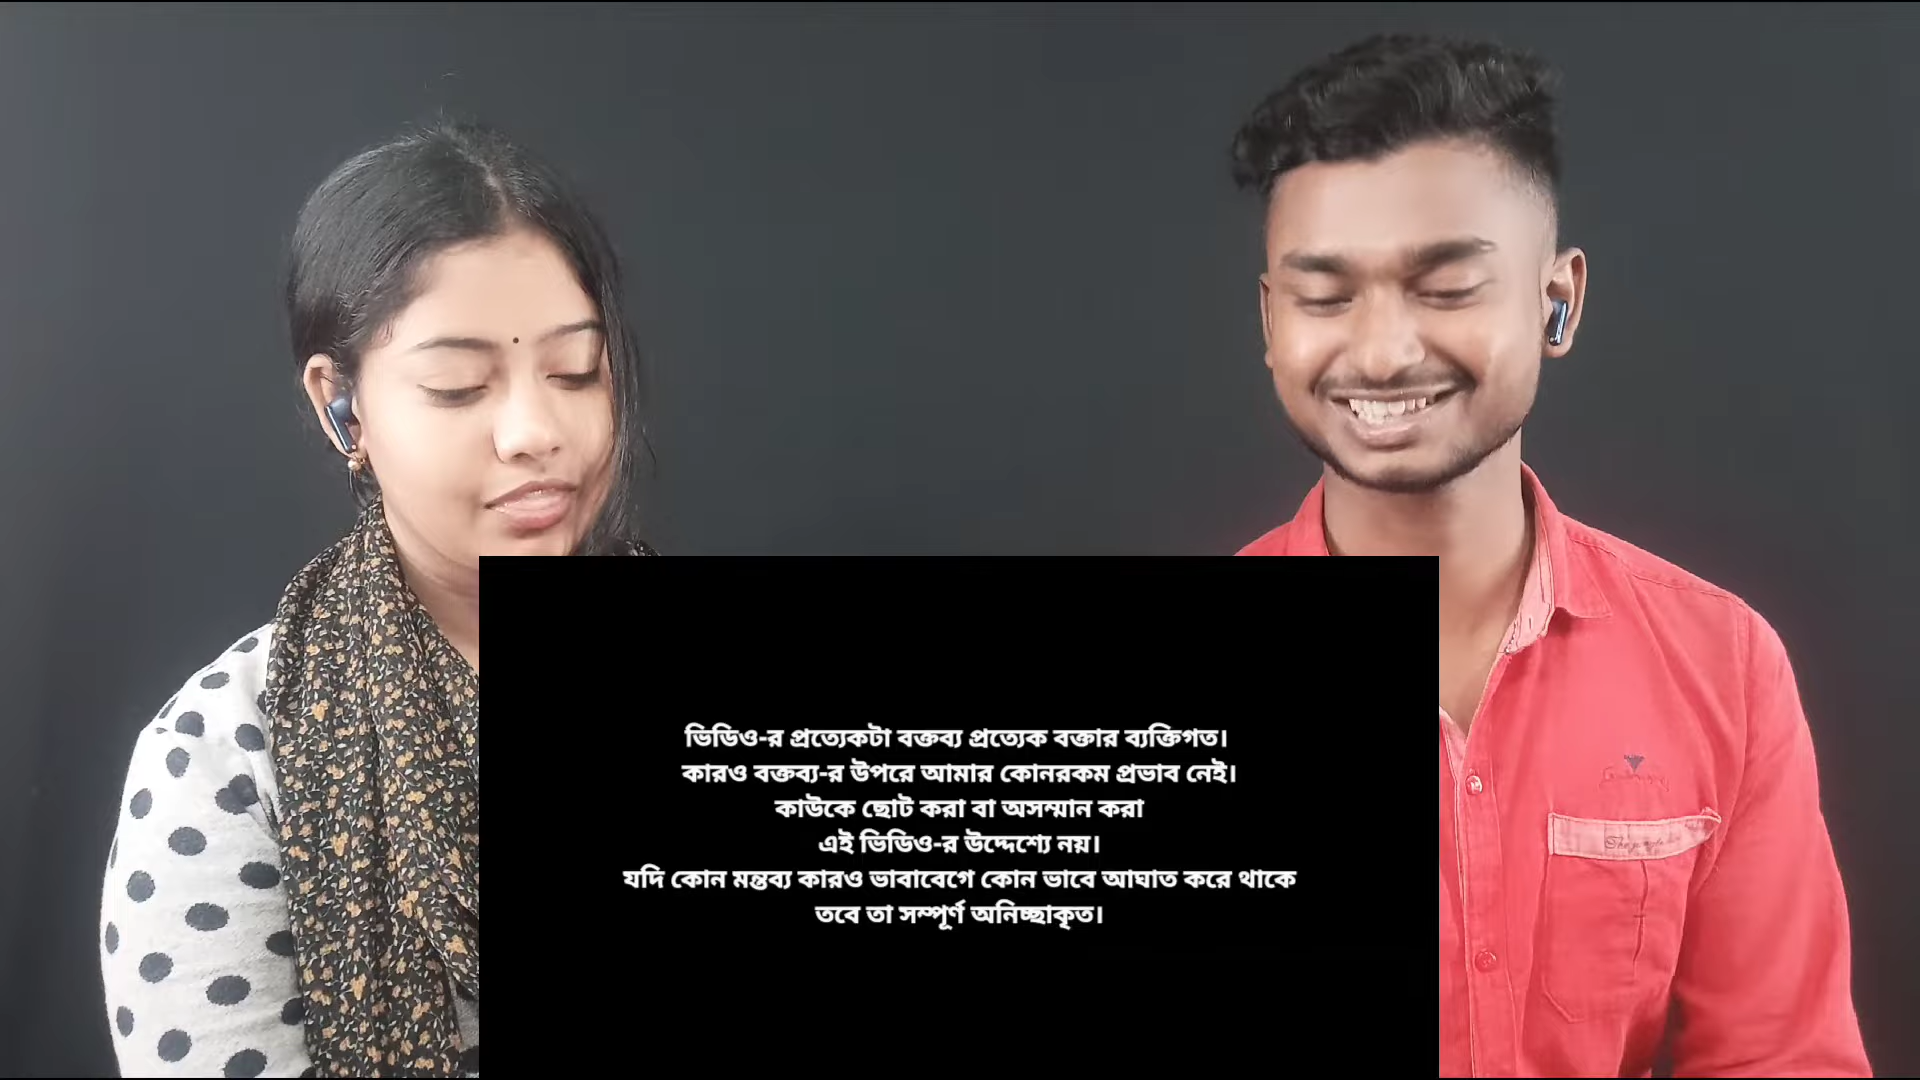 ভিডিও-র প্রত্যেকটা বক্তব্য প্রত্যেক বক্তার ব্যক্তিগত।
কারও বক্তব্য-র উপরে আমার কোনরকম প্রভাব নেই।
কাউকে ছোট করা বা অসম্মান করা
এই ভিডিও-র উদ্দেশ্যে নয়।
যদি কোন মন্তব্য কারও ভাবাবেগে কোন ভাবে আঘাত করে থাকে
তবে তা সম্পূর্ণ অনিচ্ছাকৃত।